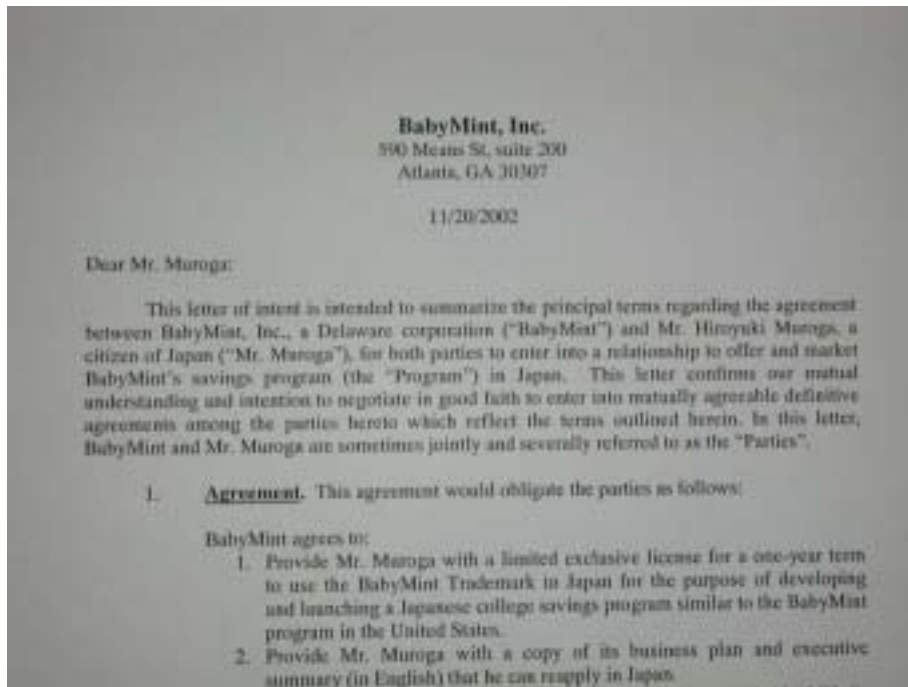 BabyMint, Inc.
590 Means St, suite 200
Atlanta, GA 30307
11/20/2002
Dear Mr. Muroga:
This letter of intent is intended to summarize the principal terms regarding the agreement
between BabyMint, Inc., a Delaware corporation ("BabyMint") and Mr. Hiroyuki Muroga, a
citizen of Japan ("Mr. Muroga"), for both parties to enter into a relationship to offer and market
BabyMint's savings program (the "Program") in Japan. This letter confirms our mutual
understanding and intention to negotiate in good faith to enter into mutually agreeable definitive
agreements among the parties hereto which reflect the terms outlined herein. In this letter,
BabyMint and Mr. Muroga are sometimes jointly and severally referred to as the "Parties".
1. Agreement. This agreement would obligate the parties as follows:
BabyMint agrees to:
1. Provide Mr. Muroga with a limited exclusive license for a one-year term
to use the BabyMint Trademark in Japan for the purpose of developing
and launching a Japanese college savings program similar to the BabyMint
program in the United States.
2. Provide Mr. Muroga with a copy of its business plan and executive
summary (in English) that he can reapply in Japan.